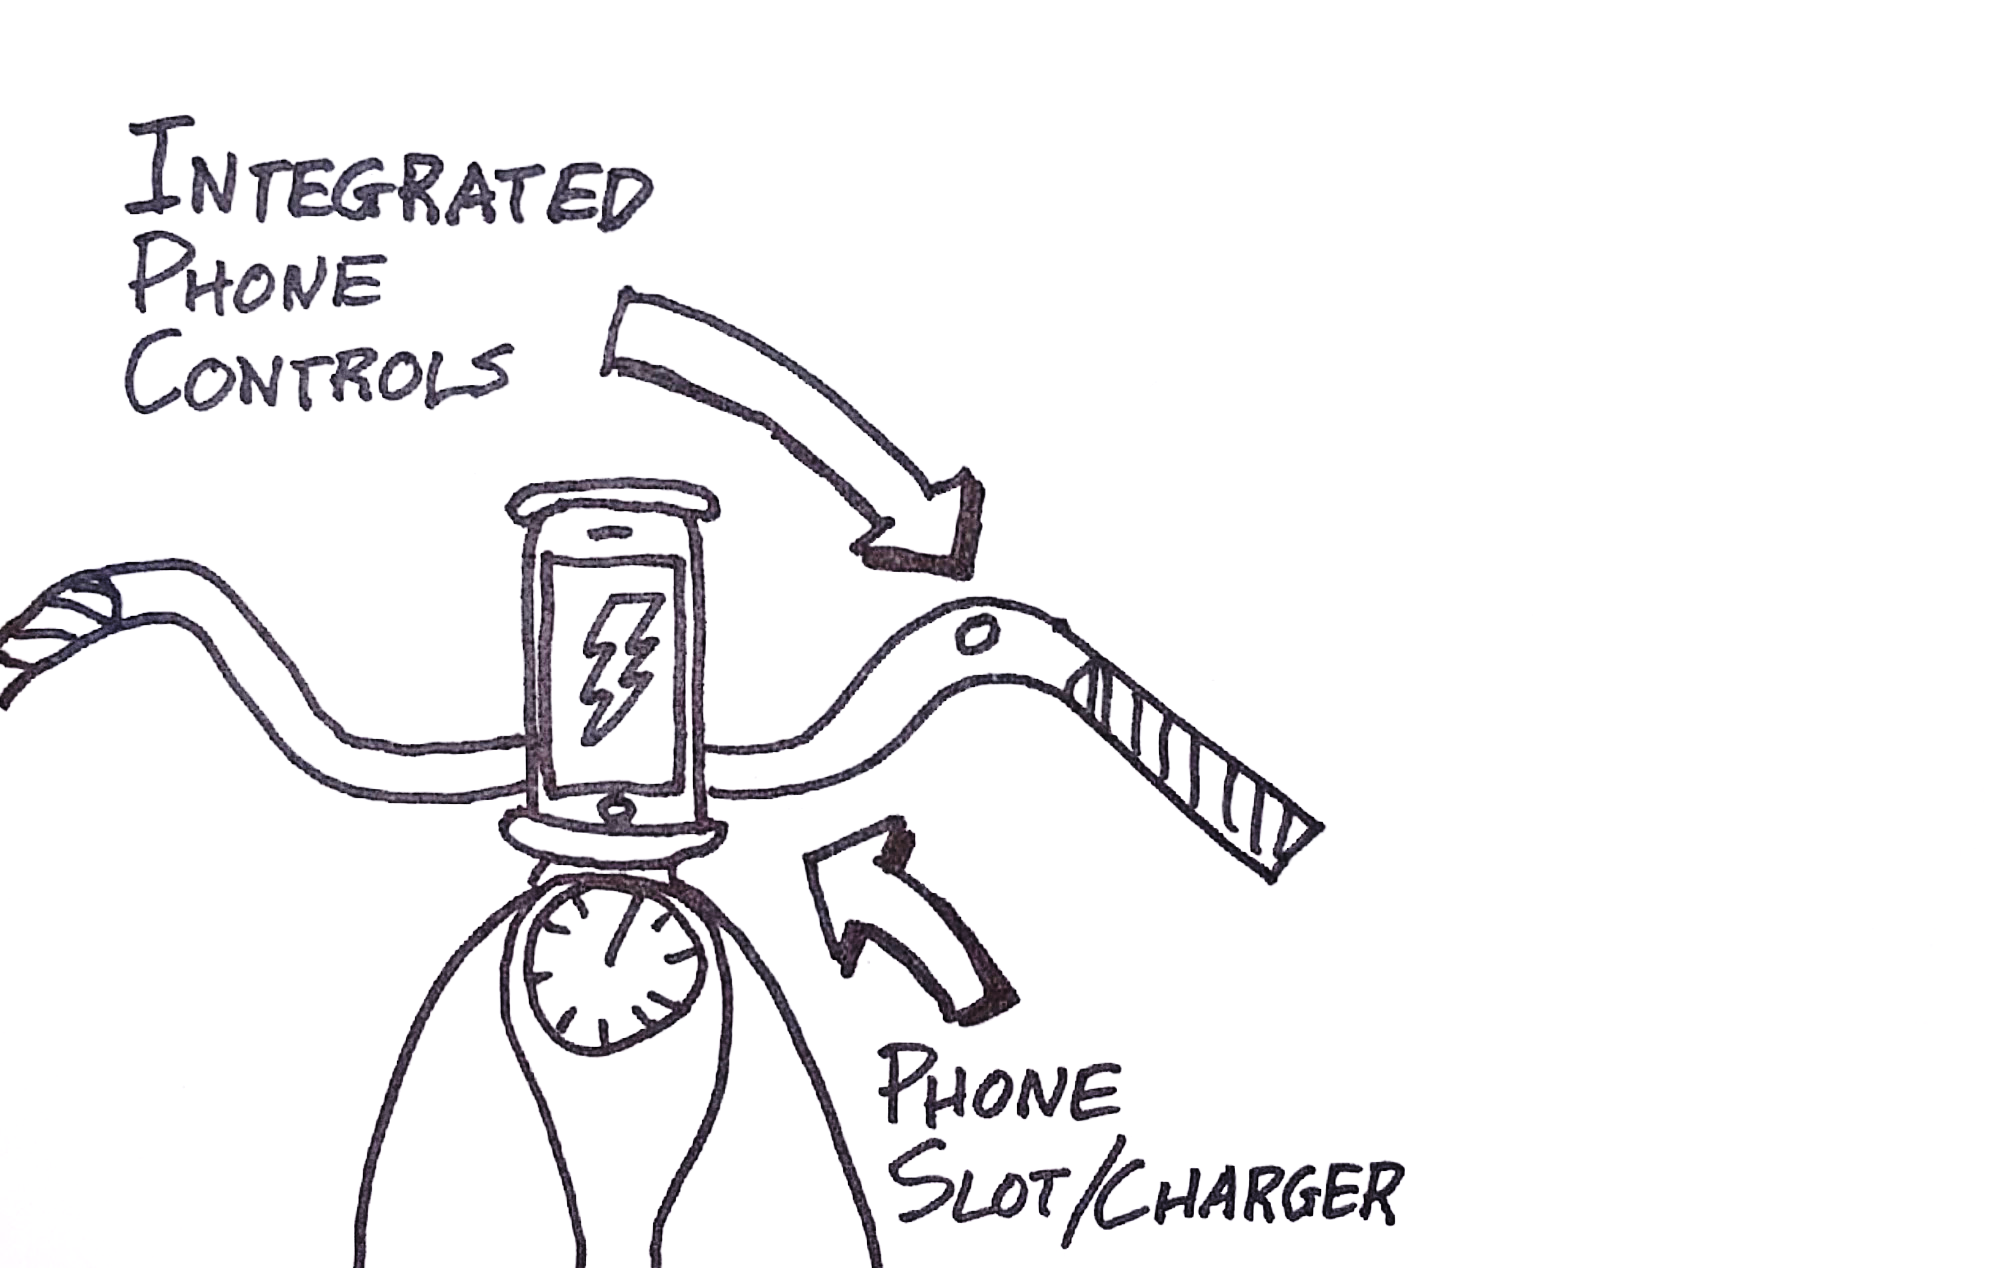 INTEGRATED
PHONE
CONTROLS
PHONE
SLOT/CHARGER